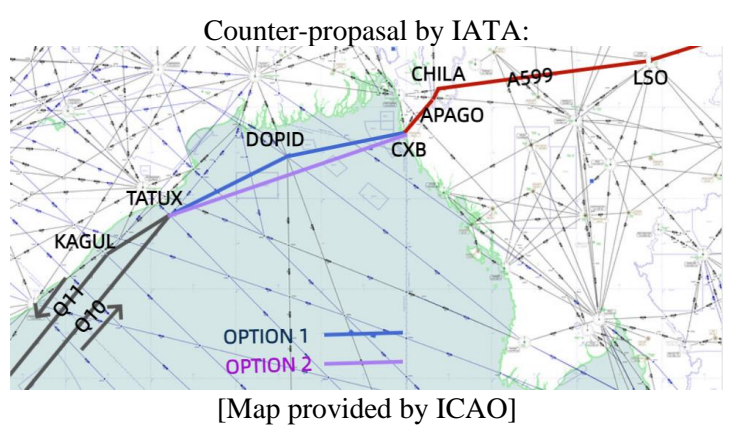 Counter-propasal by IATA:
CHILA
A599
LSO
APAGO
DOPID
CXB
TATUX
KAGUL
Q11
Q10
OPTION 1
OPTION 2
[Map provided by ICAO]